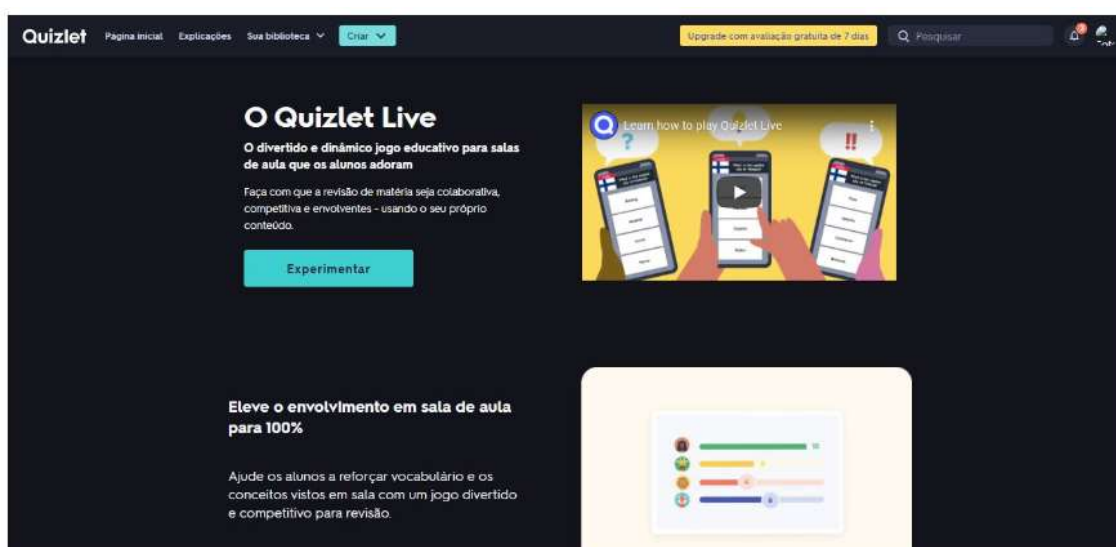 Quizlet Página inicial Explicações Sua biblioteca Criar Upgrade com avaliação gratuita de 7 dias Pesquisar
O Quizlet Live
O divertido e dinâmico jogo educativo para salas
de aula que os alunos adoram
Faça com que a revisão de matéria seja colaborativa,
competitiva e envolventes - usando o seu próprio
conteúdo.
Experimentar
Learn how to play Quizlet Live
Eleve o envolvimento em sala de aula
para 100%
Ajude os alunos a reforçar vocabulário e os
conceitos vistos em sala com um jogo divertido
e competitivo para revisão.